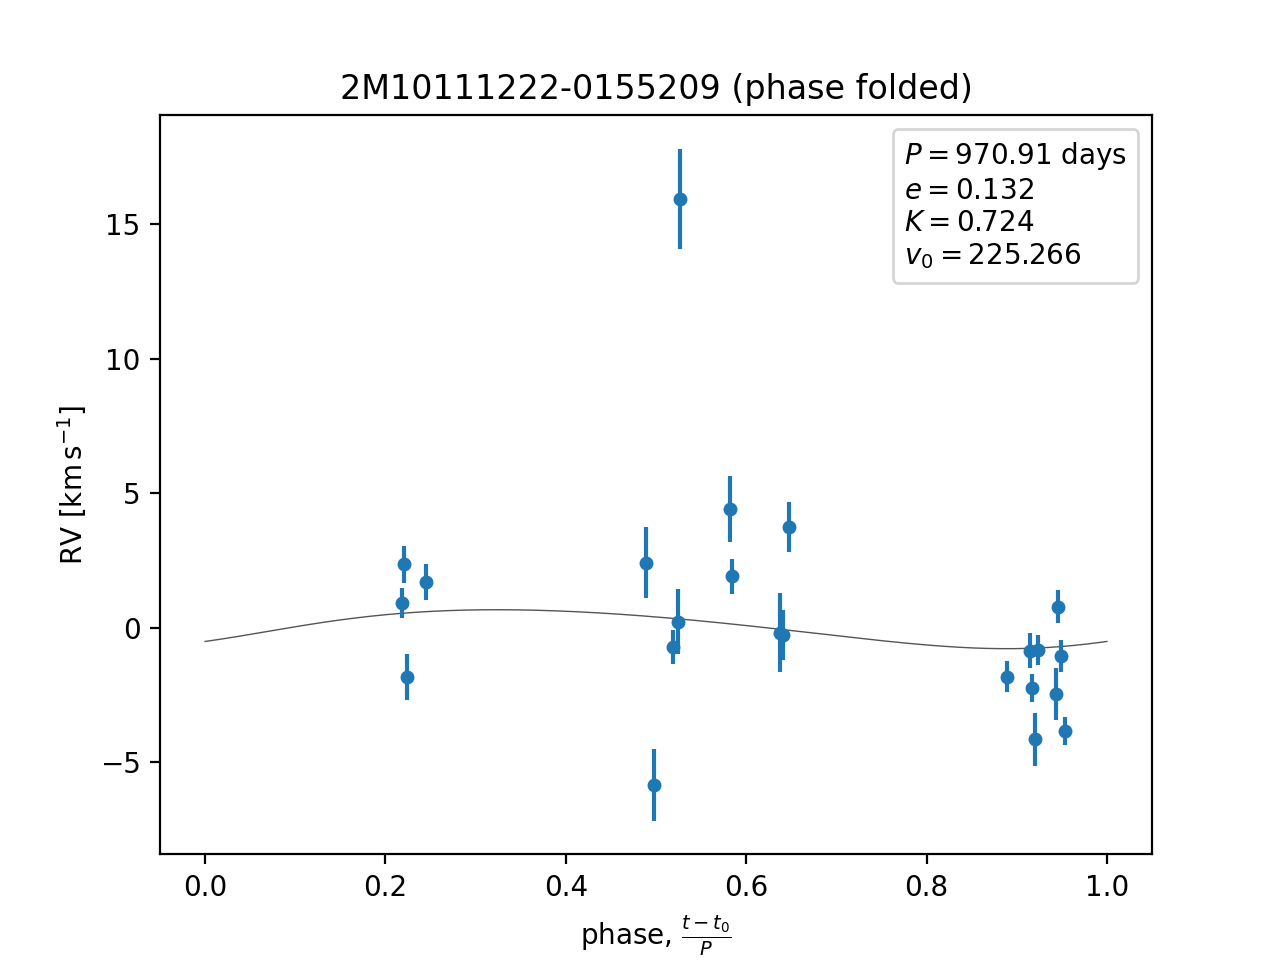 2M10111222-0155209 (phase folded)
P = 970.91 days
e = 0.132
K = 0.724
v₀ = 225.266
RV [km s⁻¹]
15
10
5
0
−5
0.0 0.2 0.4 0.6 0.8 1.0
phase, (t − t₀)/P